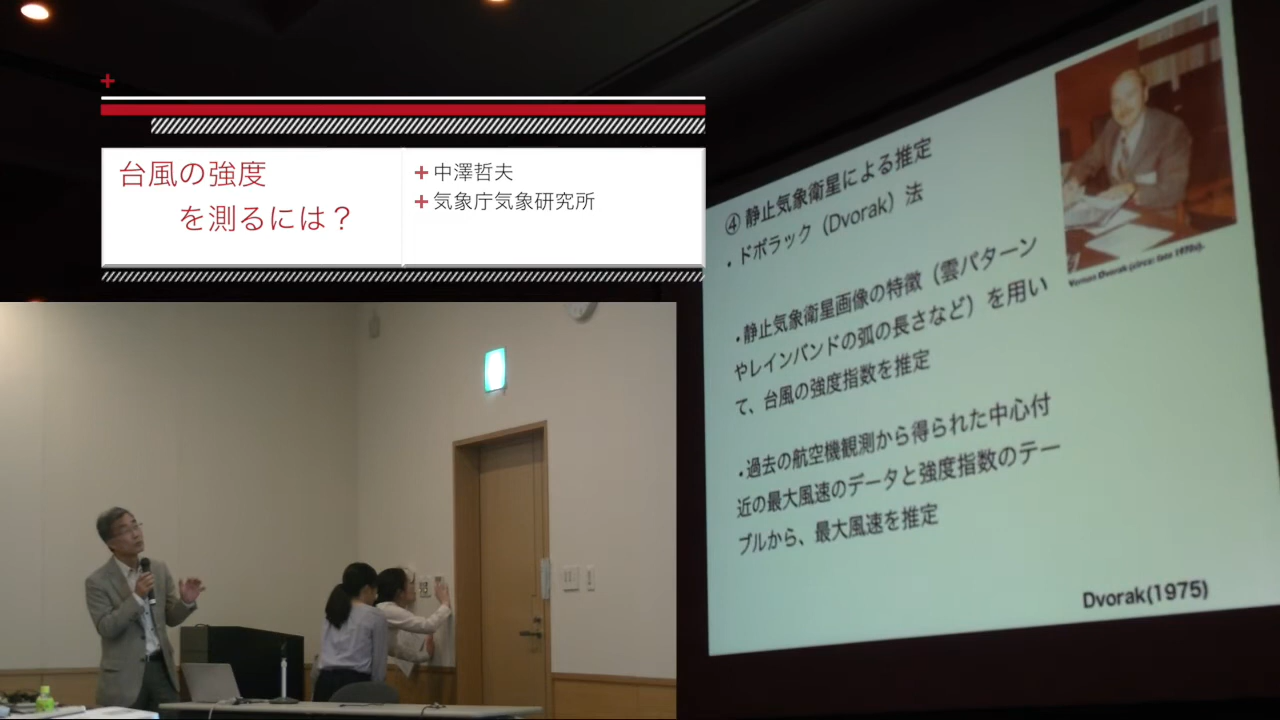 台風の強度
を測るには？
中澤哲夫
気象庁気象研究所
④ 静止気象衛星による推定
・ドボラック（Dvorak）法
・静止気象衛星画像の特徴（雲パターン
やレインバンドの弧の長さなど）を用い
て、台風の強度指数を推定
・過去の航空機観測から得られた中心付
近の最大風速のデータと強度指数のテー
ブルから、最大風速を推定
Vernon Dvorak (circa: late 1970s).
Dvorak(1975)